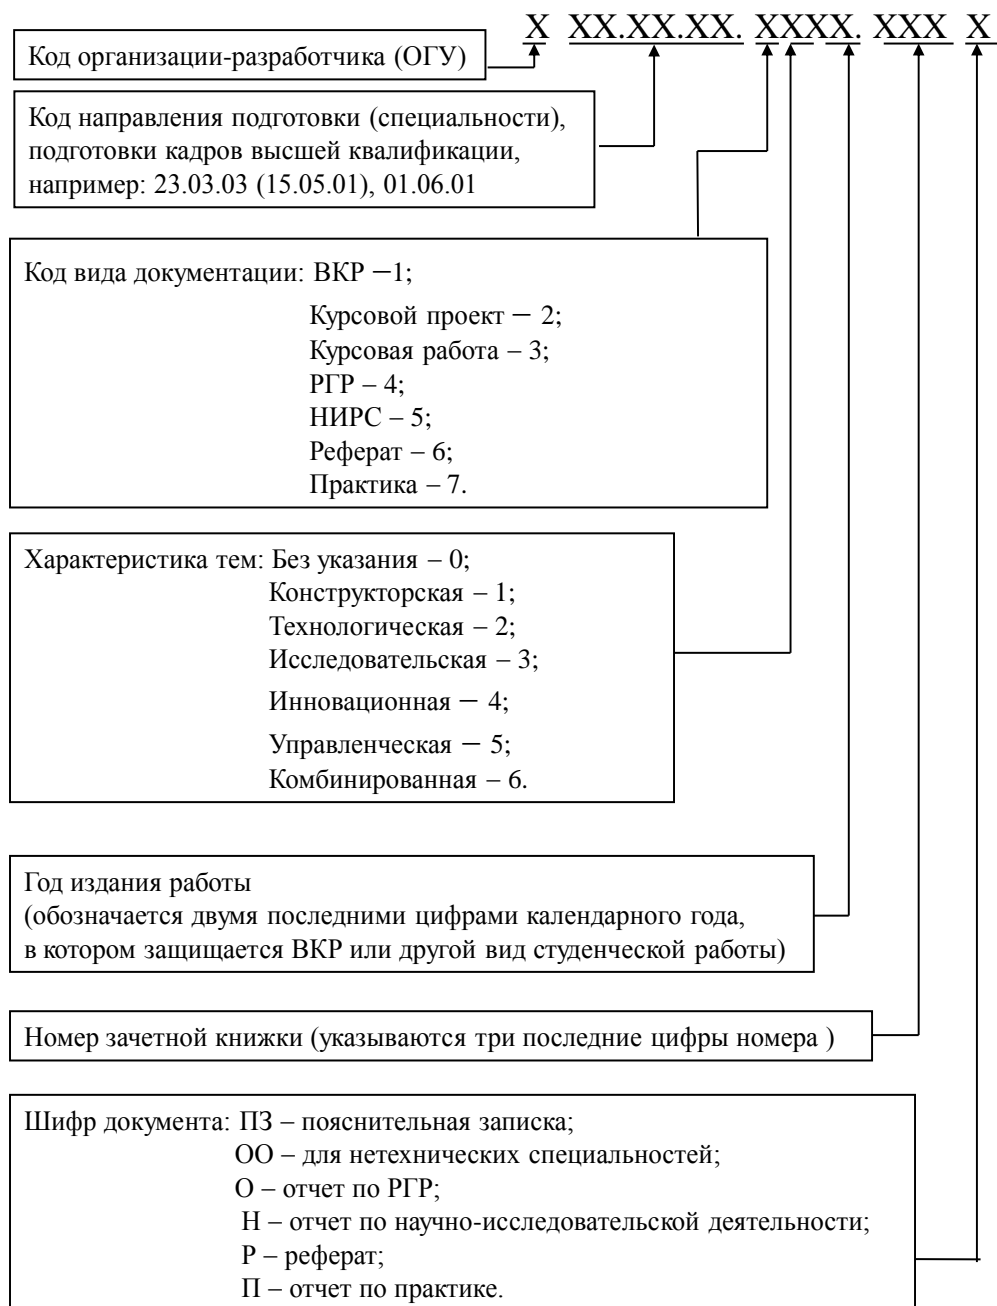 Х ХХ.ХХ.ХХ. ХХХХ. ХХХ Х
Код организации-разработчика (ОГУ)
Код направления подготовки (специальности),
подготовки кадров высшей квалификации,
например: 23.03.03 (15.05.01), 01.06.01
Код вида документации: ВКР —1;
Курсовой проект — 2;
Курсовая работа – 3;
РГР – 4;
НИРС – 5;
Реферат – 6;
Практика – 7.
Характеристика тем: Без указания – 0;
Конструкторская – 1;
Технологическая – 2;
Исследовательская – 3;
Инновационная — 4;
Управленческая — 5;
Комбинированная – 6.
Год издания работы
(обозначается двумя последними цифрами календарного года,
в котором защищается ВКР или другой вид студенческой работы)
Номер зачетной книжки (указываются три последние цифры номера )
Шифр документа: ПЗ – пояснительная записка;
ОО – для нетехнических специальностей;
О – отчет по РГР;
Н – отчет по научно-исследовательской деятельности;
Р – реферат;
П – отчет по практике.